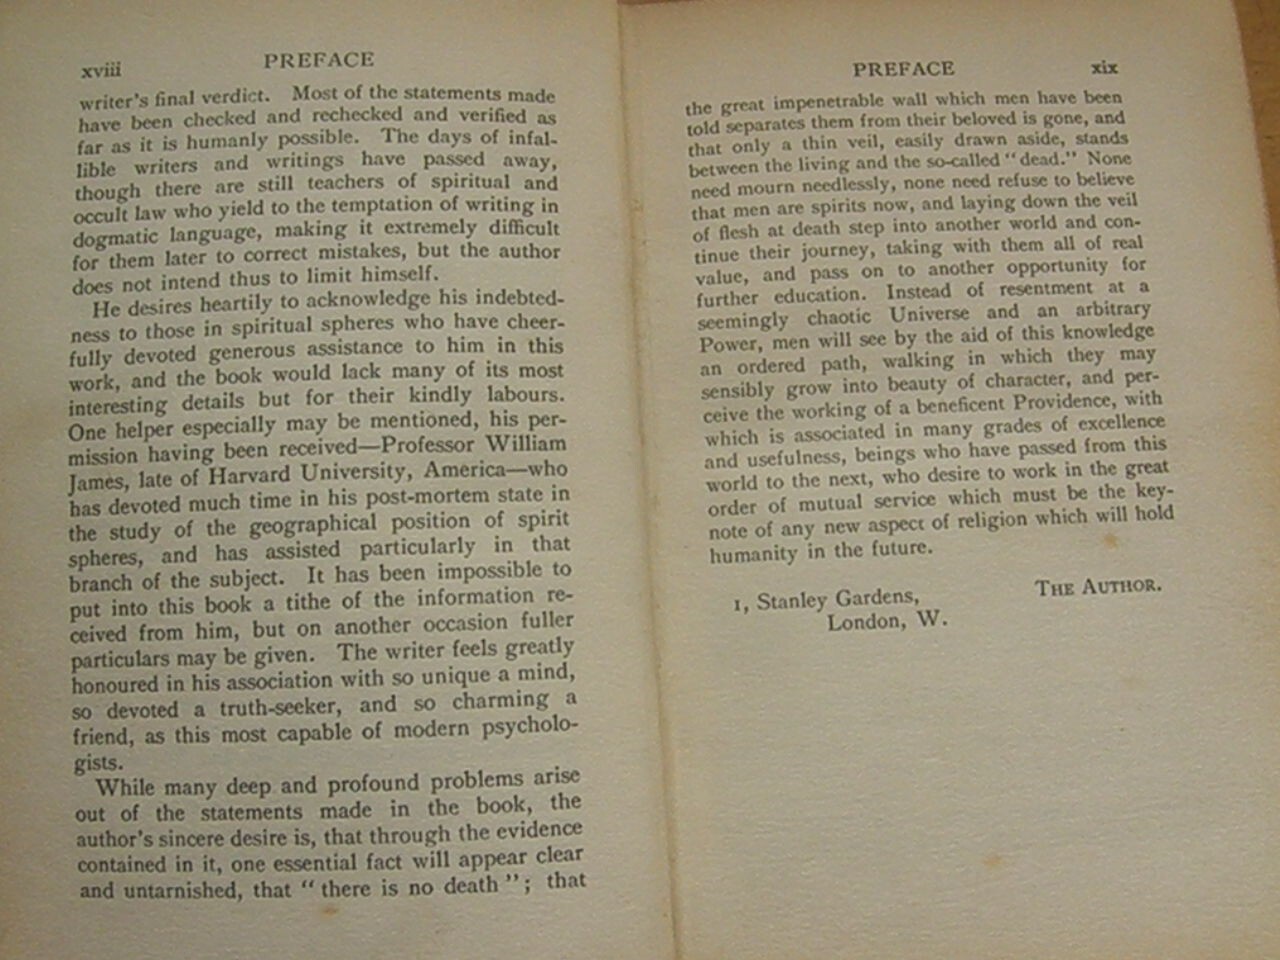 xviii PREFACE
writer's final verdict. Most of the statements made
have been checked and rechecked and verified as
far as it is humanly possible. The days of infal-
lible writers and writings have passed away,
though there are still teachers of spiritual and
occult law who yield to the temptation of writing in
dogmatic language, making it extremely difficult
for them later to correct mistakes, but the author
does not intend thus to limit himself.
He desires heartily to acknowledge his indebted-
ness to those in spiritual spheres who have cheer-
fully devoted generous assistance to him in this
work, and the book would lack many of its most
interesting details but for their kindly labours.
One helper especially may be mentioned, his per-
mission having been received—Professor William
James, late of Harvard University, America—who
has devoted much time in his post-mortem state in
the study of the geographical position of spirit
spheres, and has assisted particularly in that
branch of the subject. It has been impossible to
put into this book a tithe of the information re-
ceived from him, but on another occasion fuller
particulars may be given. The writer feels greatly
honoured in his association with so unique a mind,
so devoted a truth-seeker, and so charming a
friend, as this most capable of modern psycholo-
gists.
While many deep and profound problems arise
out of the statements made in the book, the
author's sincere desire is, that through the evidence
contained in it, one essential fact will appear clear
and untarnished, that "there is no death"; that
PREFACE xix
the great impenetrable wall which men have been
told separates them from their beloved is gone, and
that only a thin veil, easily drawn aside, stands
between the living and the so-called "dead." None
need mourn needlessly, none need refuse to believe
that men are spirits now, and laying down the veil
of flesh at death step into another world and con-
tinue their journey, taking with them all of real
value, and pass on to another opportunity for
further education. Instead of resentment at a
seemingly chaotic Universe and an arbitrary
Power, men will see by the aid of this knowledge
an ordered path, walking in which they may
sensibly grow into beauty of character, and per-
ceive the working of a beneficent Providence, with
which is associated in many grades of excellence
and usefulness, beings who have passed from this
world to the next, who desire to work in the great
order of mutual service which must be the key-
note of any new aspect of religion which will hold
humanity in the future.
THE AUTHOR.
1, Stanley Gardens,
London, W.